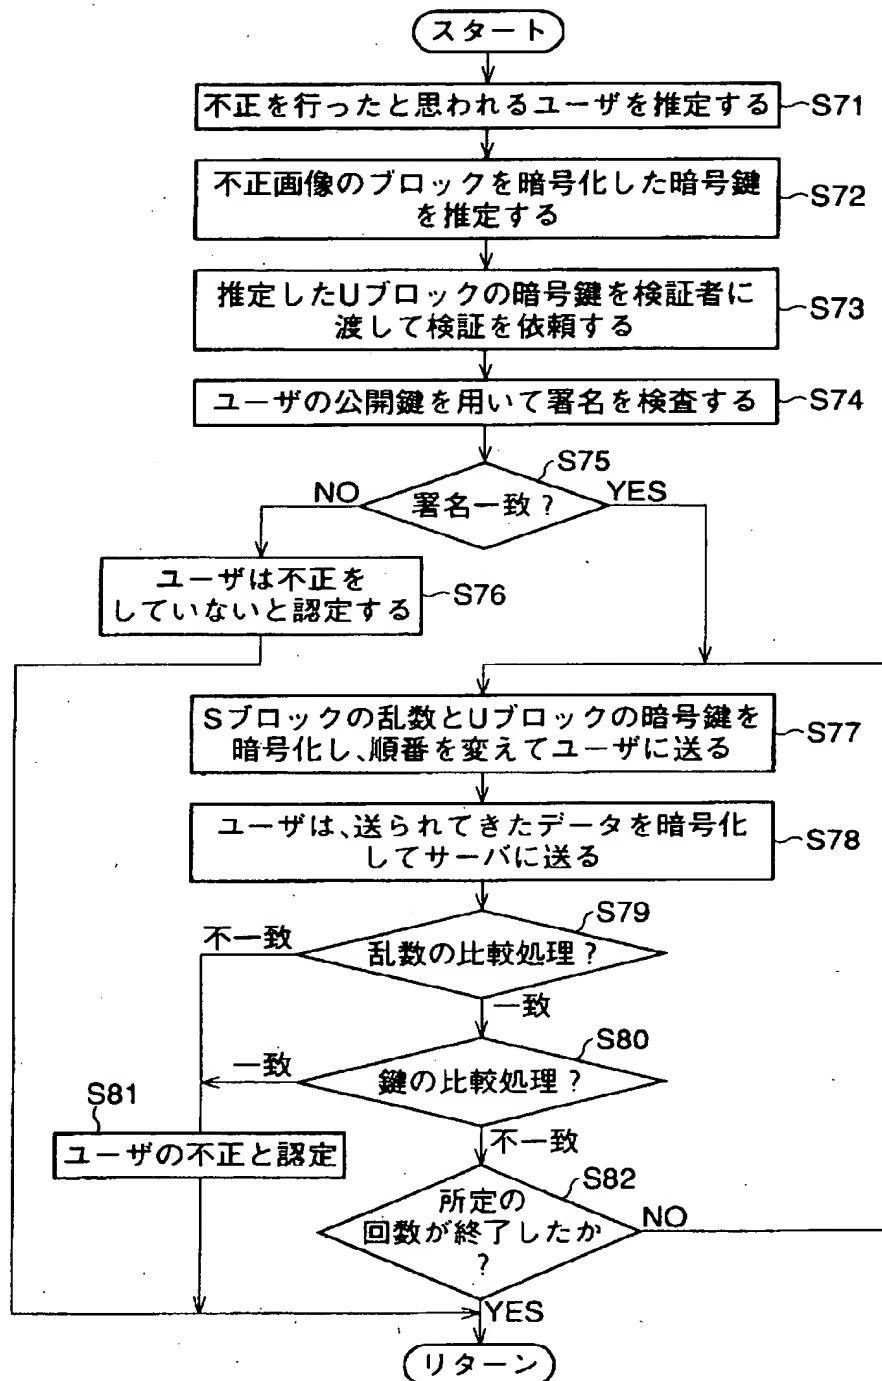 スタート
不正を行ったと思われるユーザを推定する
S71
不正画像のブロックを暗号化した暗号鍵
を推定する
S72
推定したUブロックの暗号鍵を検証者に
渡して検証を依頼する
S73
ユーザの公開鍵を用いて署名を検査する
S74
S75
NO
署名一致?
YES
ユーザは不正を
していないと認定する
S76
Sブロックの乱数とUブロックの暗号鍵を
暗号化し、順番を変えてユーザに送る
S77
ユーザは、送られてきたデータを暗号化
してサーバに送る
S78
S79
不一致
乱数の比較処理?
一致
S80
一致
鍵の比較処理?
S81
不一致
ユーザの不正と認定
S82
所定の
回数が終了したか
?
NO
YES
リターン